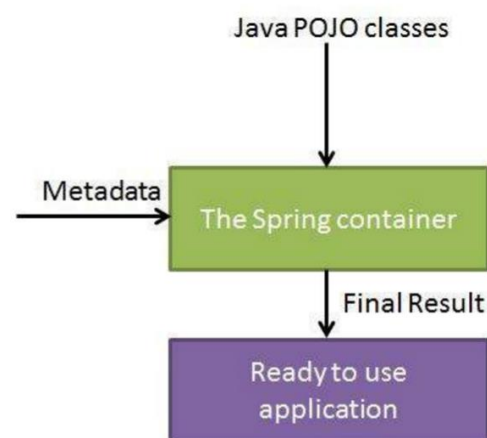 Java POJO classes
Metadata
The Spring container
Final Result
Ready to use
application